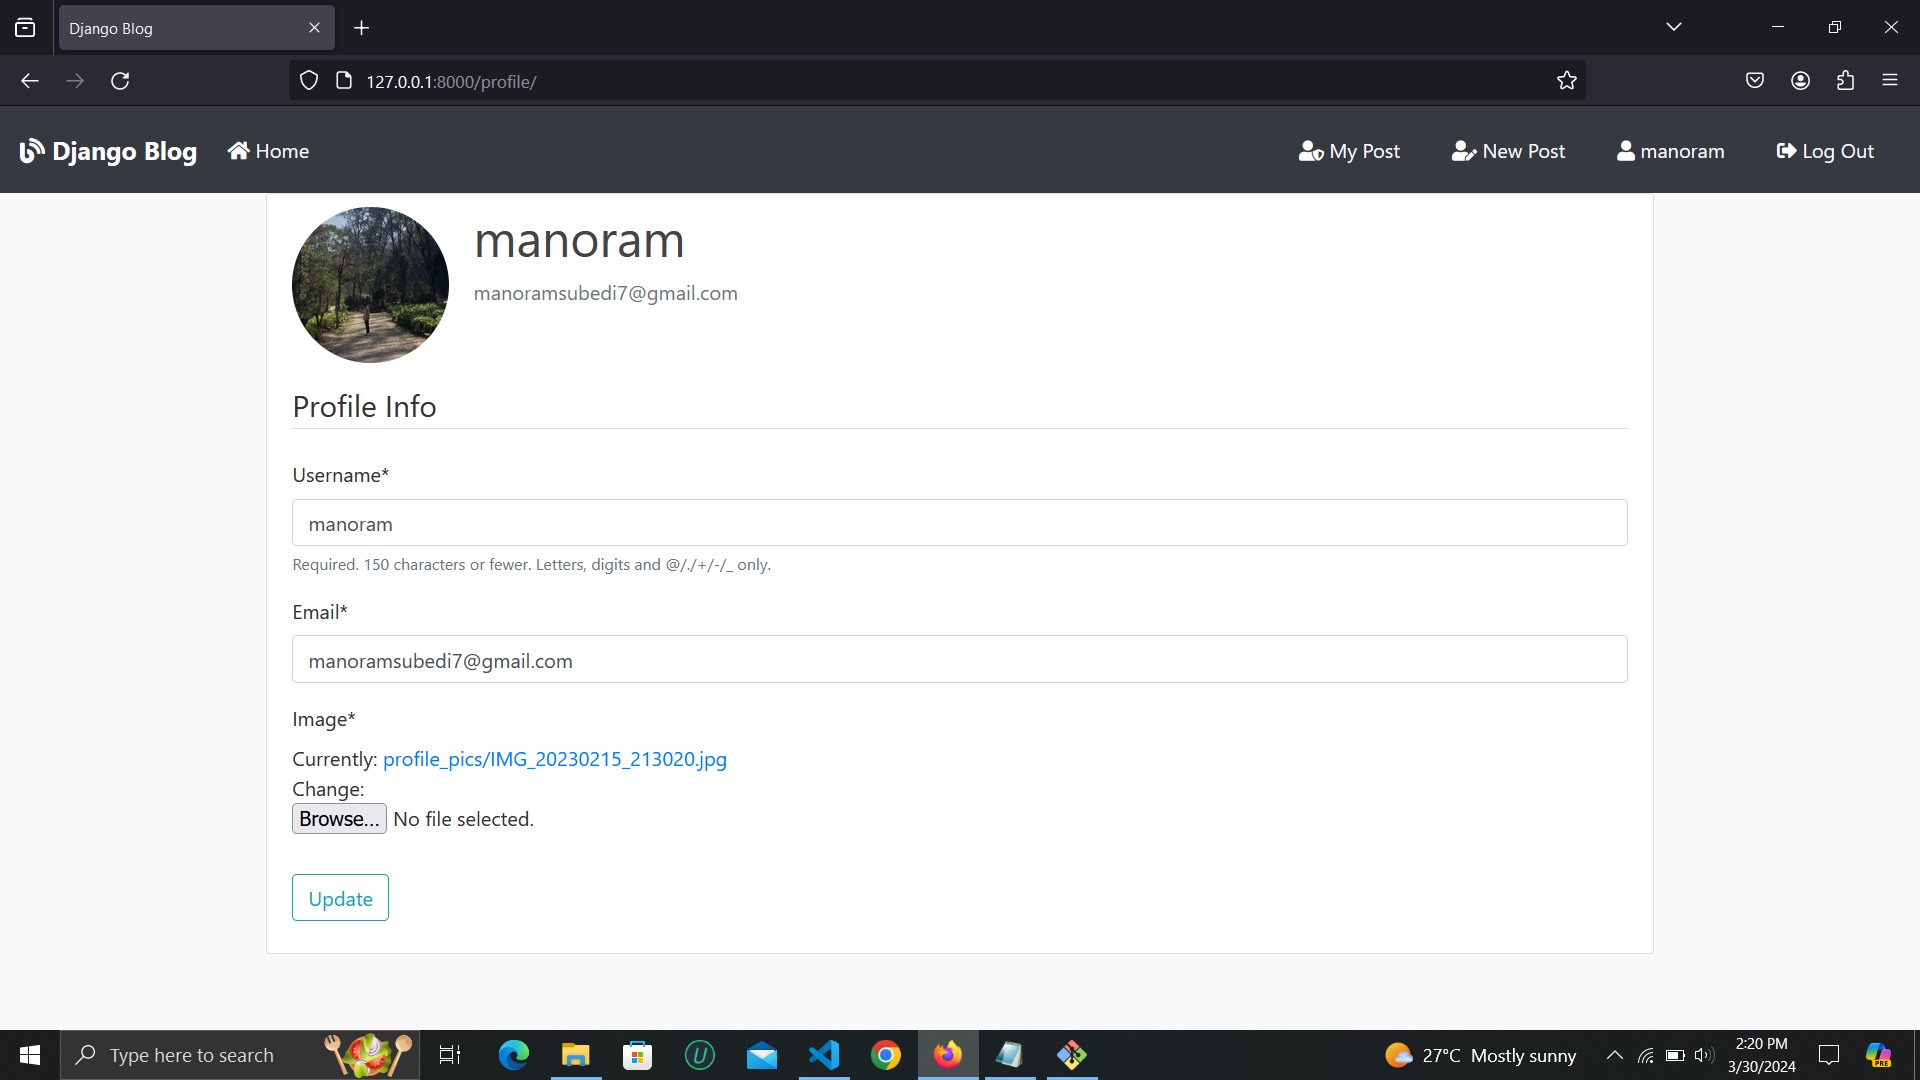 Django Blog
127.0.0.1:8000/profile/
Django Blog Home My Post New Post manoram Log Out
manoram
manoramsubedi7@gmail.com
Profile Info
Username*
manoram
Required. 150 characters or fewer. Letters, digits and @/./+/-/_ only.
Email*
manoramsubedi7@gmail.com
Image*
Currently: profile_pics/IMG_20230215_213020.jpg
Change:
Browse... No file selected.
Update
Type here to search
27°C Mostly sunny
2:20 PM
3/30/2024
PRE